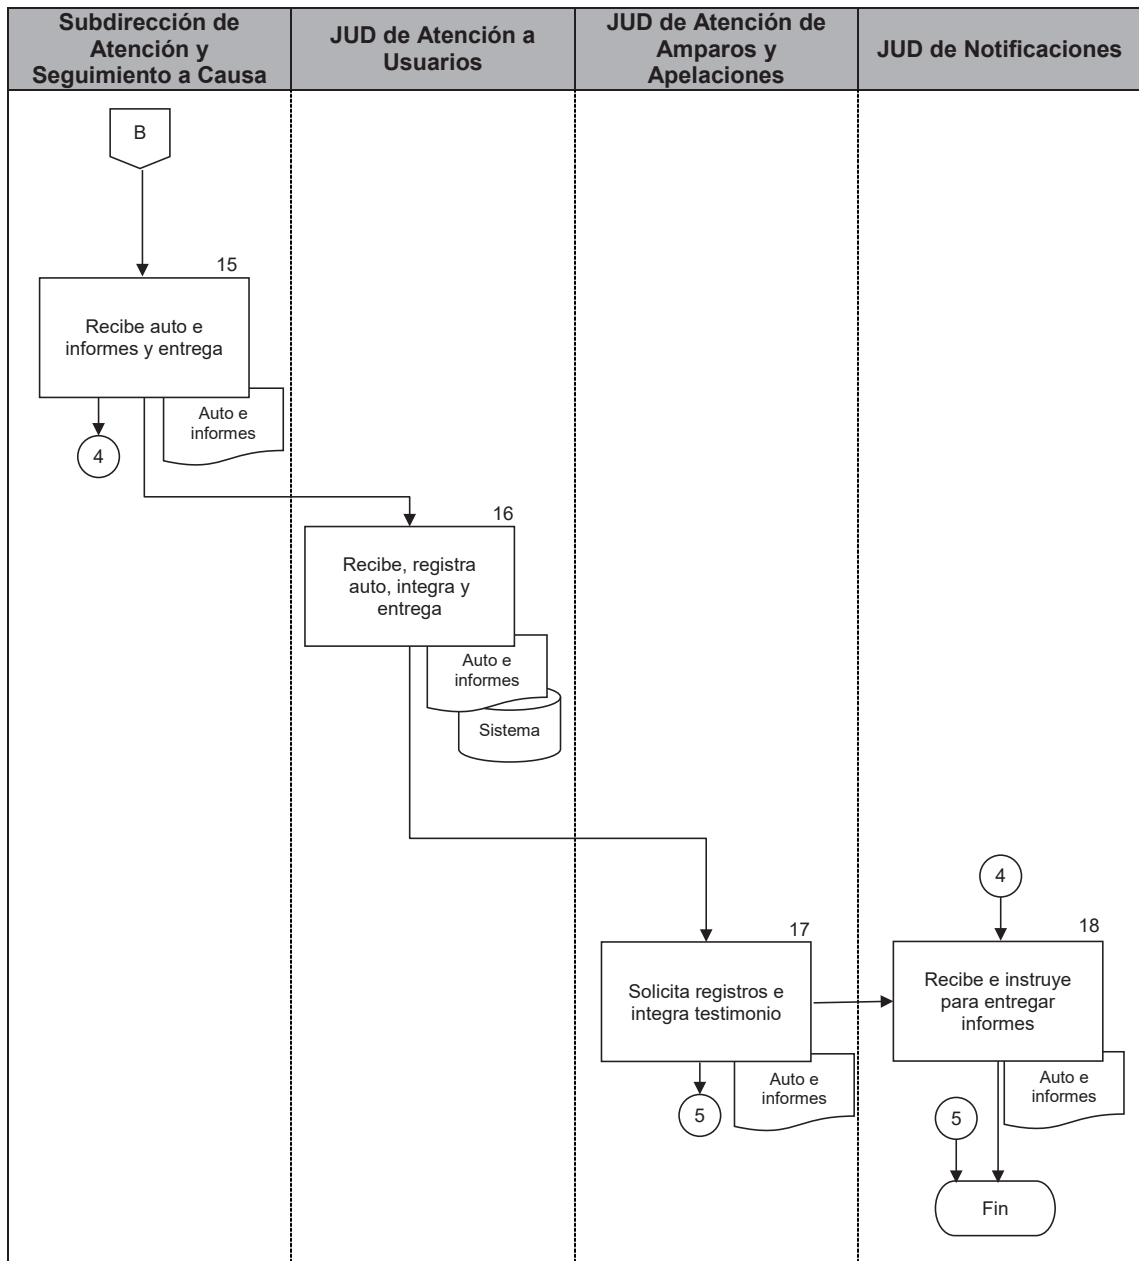 Subdirección de
Atención y
Seguimiento a Causa
JUD de Atención a
Usuarios
JUD de Atención de
Amparos y
Apelaciones
JUD de Notificaciones
B
15
Recibe auto e
informes y entrega
Auto e
informes
4
16
Recibe, registra
auto, integra y
entrega
Auto e
informes
Sistema
4
17
Solicita registros e
integra testimonio
Auto e
informes
5
18
Recibe e instruye
para entregar
informes
Auto e
informes
5
Fin